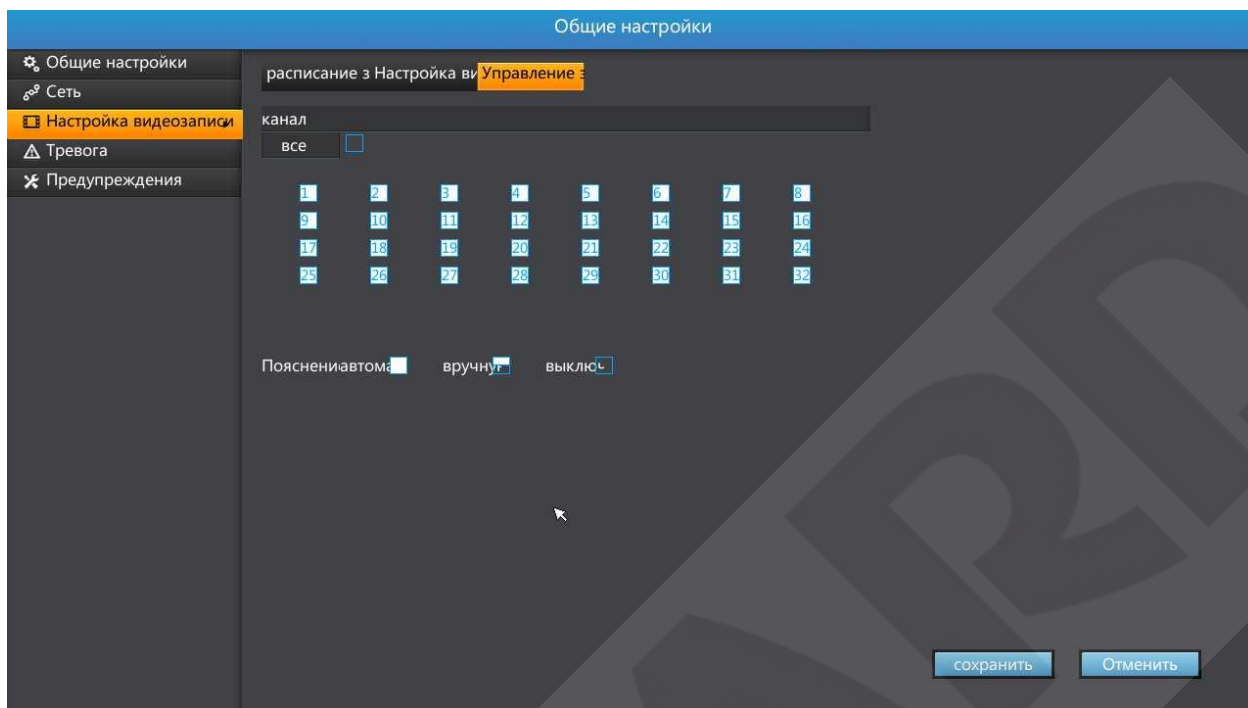 Общие настройки
Общие настройки
Сеть
Настройка видеозаписи
Тревога
Предупреждения
расписание з Настройка ви Управление з
канал
все
1 2 3 4 5 6 7 8
9 10 11 12 13 14 15 16
17 18 19 20 21 22 23 24
25 26 27 28 29 30 31 32
Пояснени автома вручну выклю
сохранить Отменить